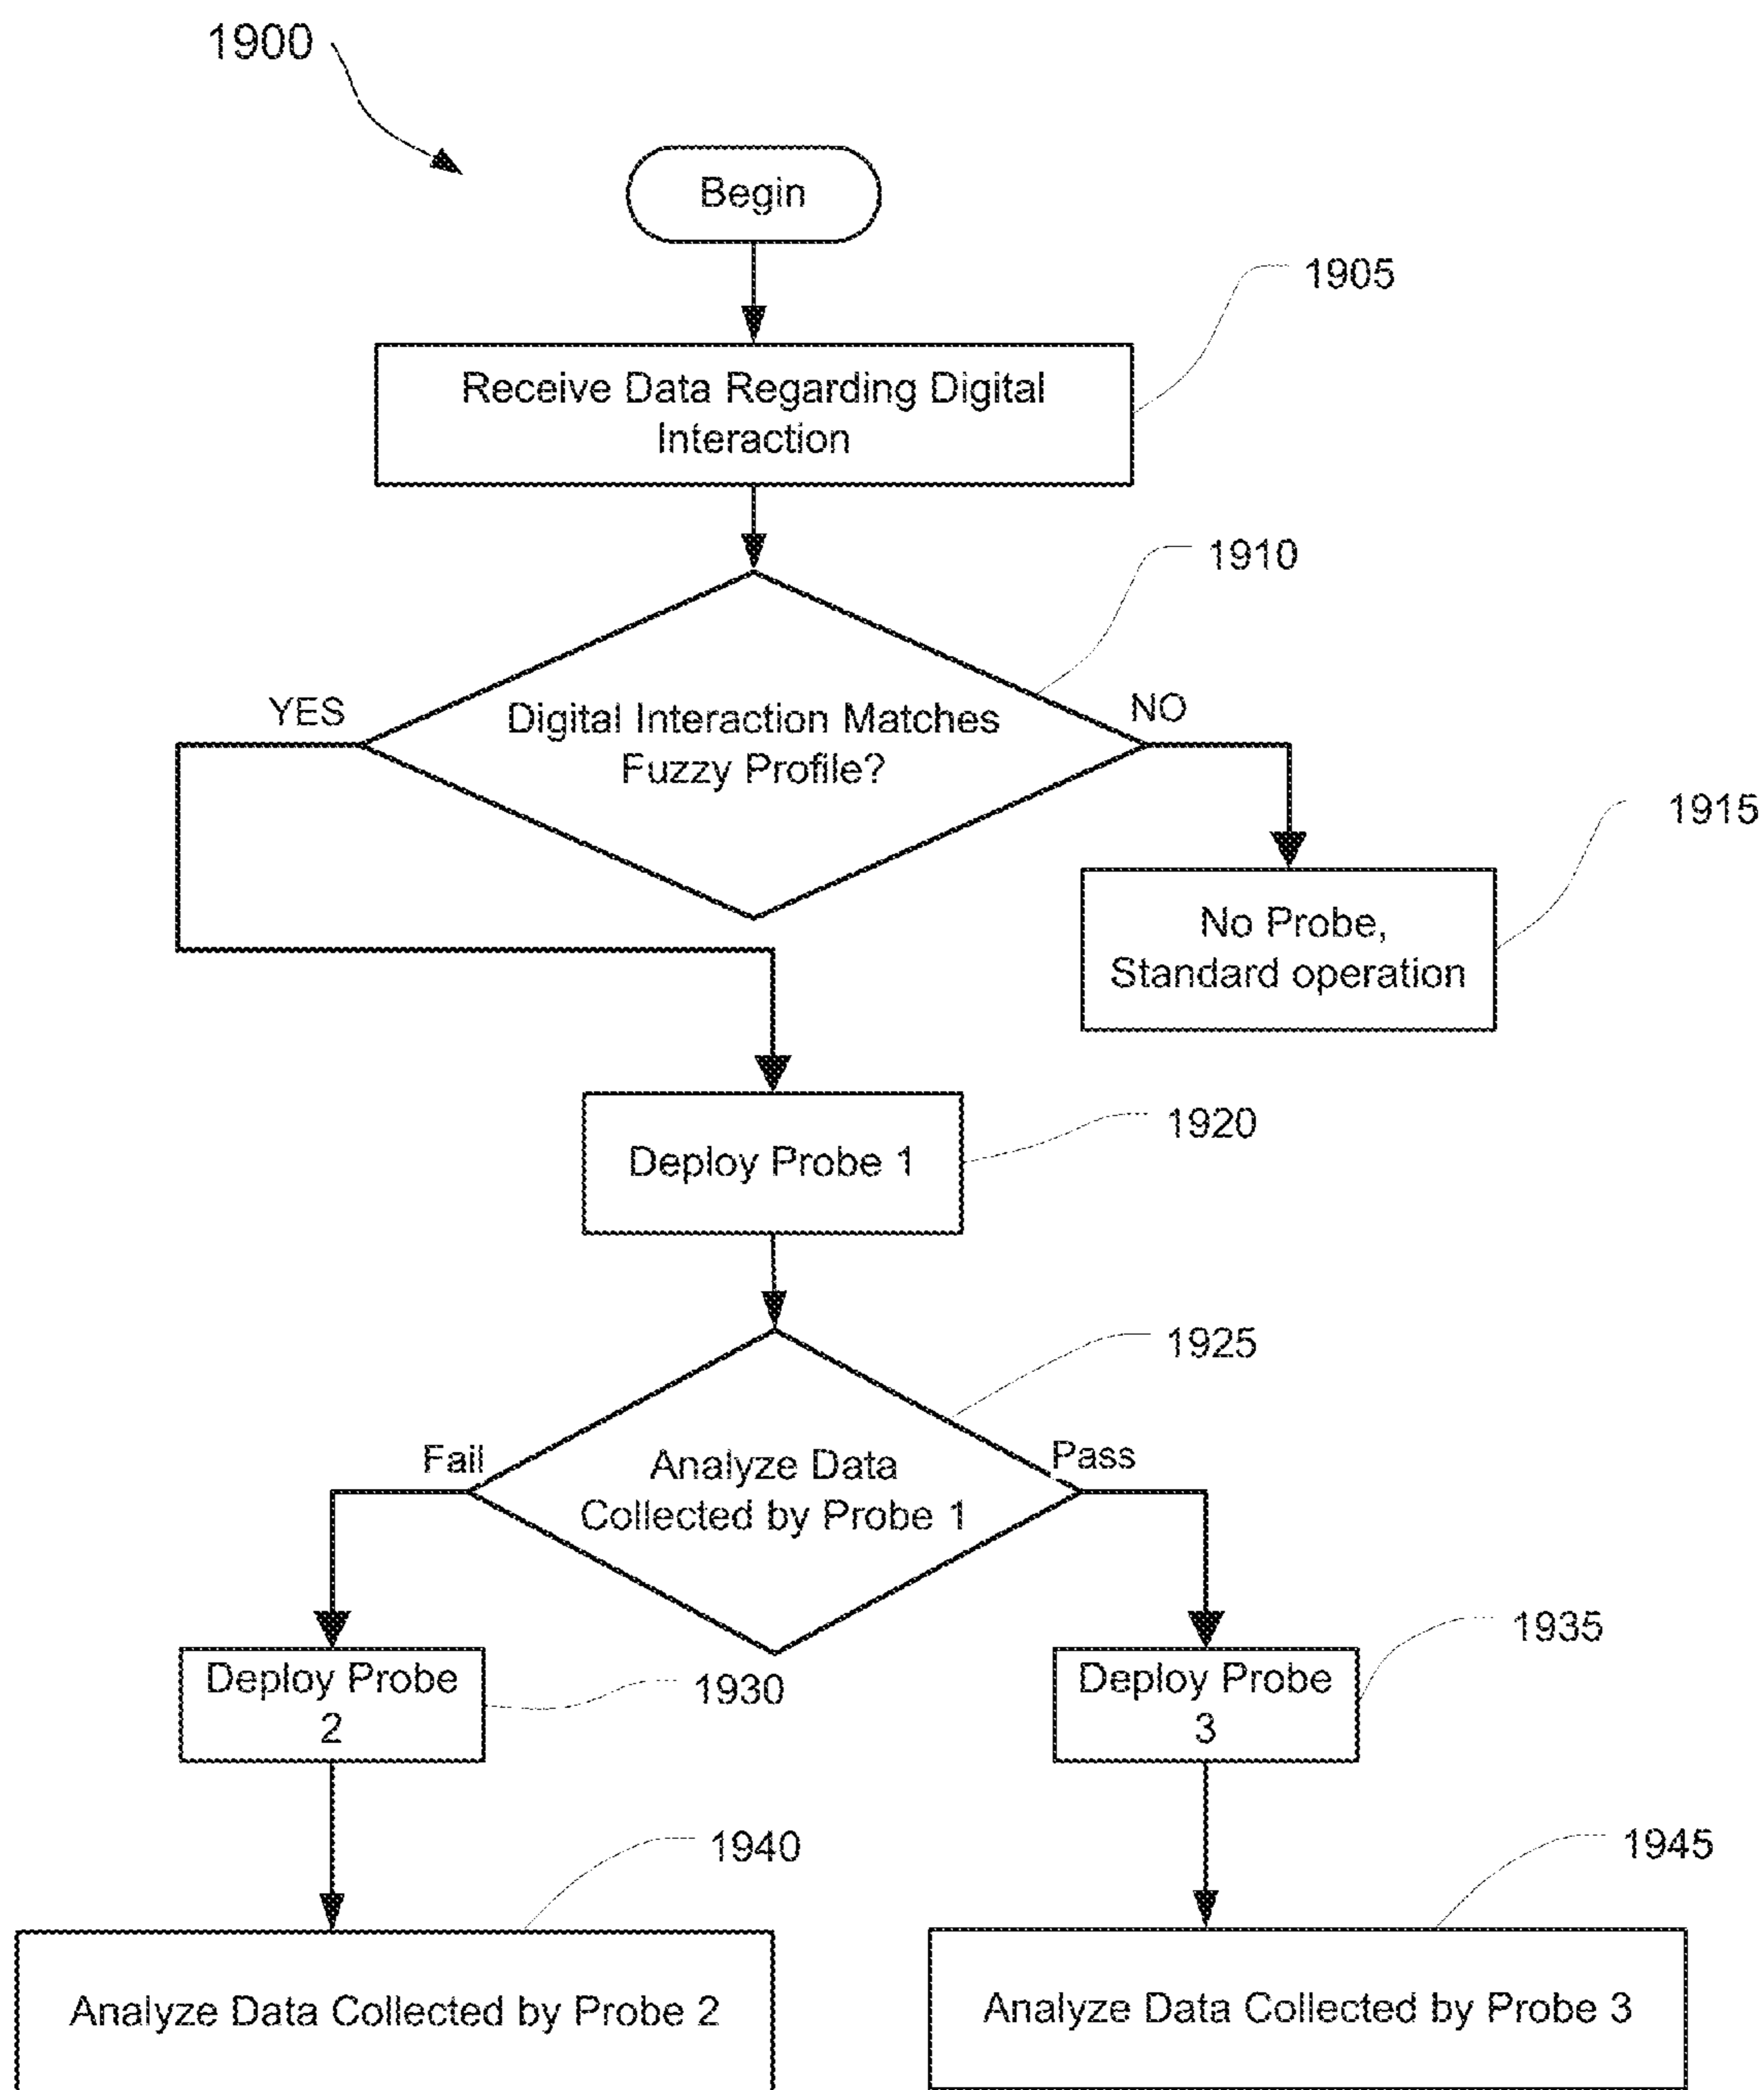 1900
Begin
1905
Receive Data Regarding Digital
Interaction
1910
YES
Digital Interaction Matches
Fuzzy Profile?
NO
1915
No Probe,
Standard operation
1920
Deploy Probe 1
1925
Fail
Analyze Data
Collected by Probe 1
Pass
Deploy Probe
2
1930
Deploy Probe
3
1935
1940
Analyze Data Collected by Probe 2
1945
Analyze Data Collected by Probe 3